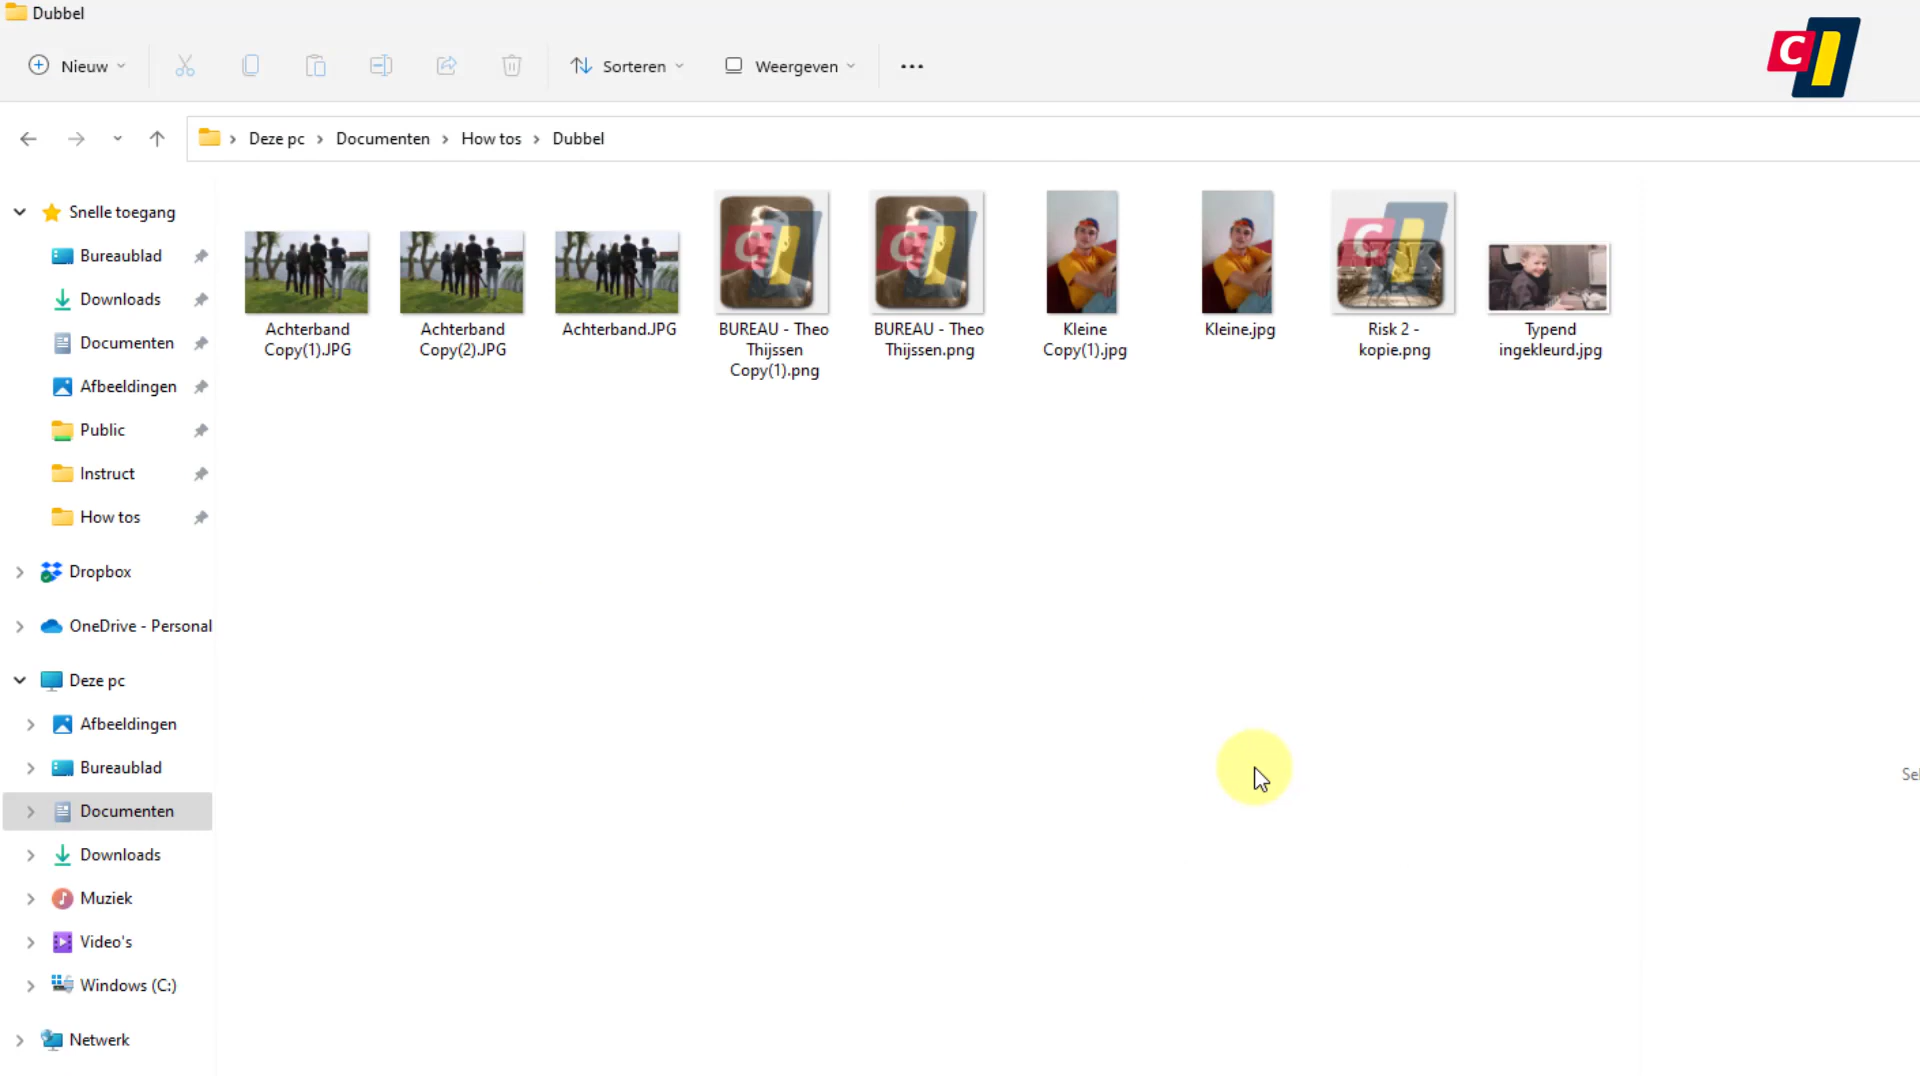 Dubbel
Nieuw
Sorteren
Weergeven
Deze pc
Documenten
How tos
Dubbel
Snelle toegang
Bureaublad
Downloads
Documenten
Afbeeldingen
Public
Instruct
How tos
Dropbox
OneDrive - Personal
Deze pc
Afbeeldingen
Bureaublad
Documenten
Downloads
Muziek
Video's
Windows (C:)
Netwerk
Achterband
Copy(1).JPG
Achterband
Copy(2).JPG
Achterband.JPG
BUREAU - Theo
Thijssen
Copy(1).png
BUREAU - Theo
Thijssen.png
Kleine
Copy(1).jpg
Kleine.jpg
Risk 2 -
kopie.png
Typend
ingekleurd.jpg
Sel